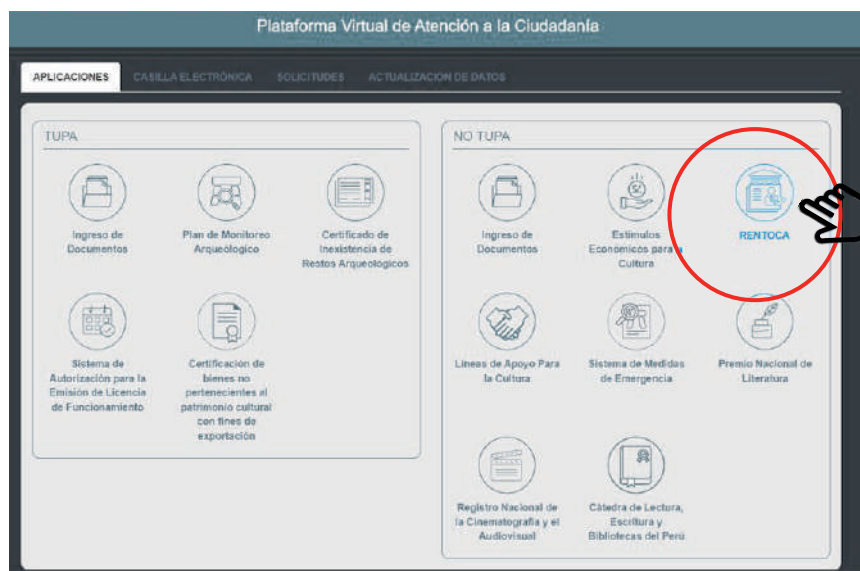 Plataforma Virtual de Atención a la Ciudadanía
APLICACIONES CASILLA ELECTRÓNICA SOLICITUDES ACTUALIZACION DE DATOS
TUPA
Ingreso de
Documentos
Plan de Monitoreo
Arqueologico
Certificado de
Inexistencia de
Restos Arqueologicos
Sistema de
Autorización para la
Emisión de Licencia
de Funcionamiento
Certificacion de
bienes no
pertenecientes al
patrimonio cultural
con fines de
exportación
NO TUPA
Ingreso de
Documentos
Estímulos
Económicos para
Cultura
RENTOCA
Líneas de Apoyo Para
la Cultura
Sistema de Medidas
de Emergencia
Premio Nacional de
Literatura
Registro Nacional de
la Cinematografía y el
Audiovisual
Cátedra de Lectura,
Escritura y
Bibliotecas del Perú